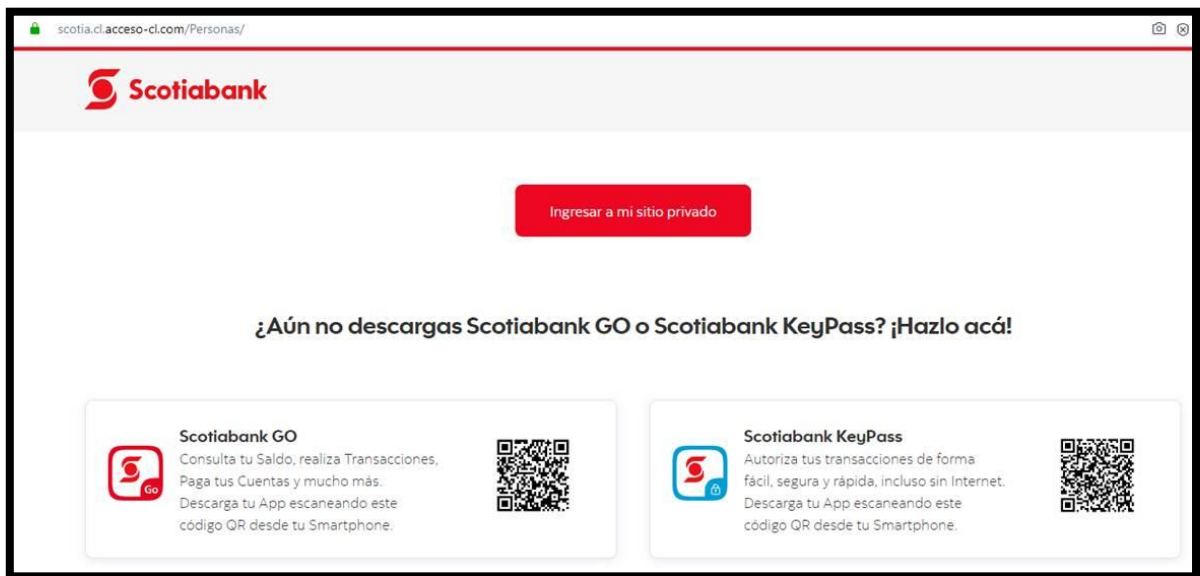 scotia.cl.acceso-cl.com/Personas/
Scotiabank
Ingresar a mi sitio privado
¿Aún no descargas Scotiabank GO o Scotiabank KeyPass? ¡Hazlo acá!
Scotiabank GO
Consulta tu Saldo, realiza Transacciones,
Paga tus Cuentas y mucho más.
Descarga tu App escaneando este
código QR desde tu Smartphone.
Go
Scotiabank KeyPass
Autoriza tus transacciones de forma
fácil, segura y rápida, incluso sin Internet.
Descarga tu App escaneando este
código QR desde tu Smartphone.